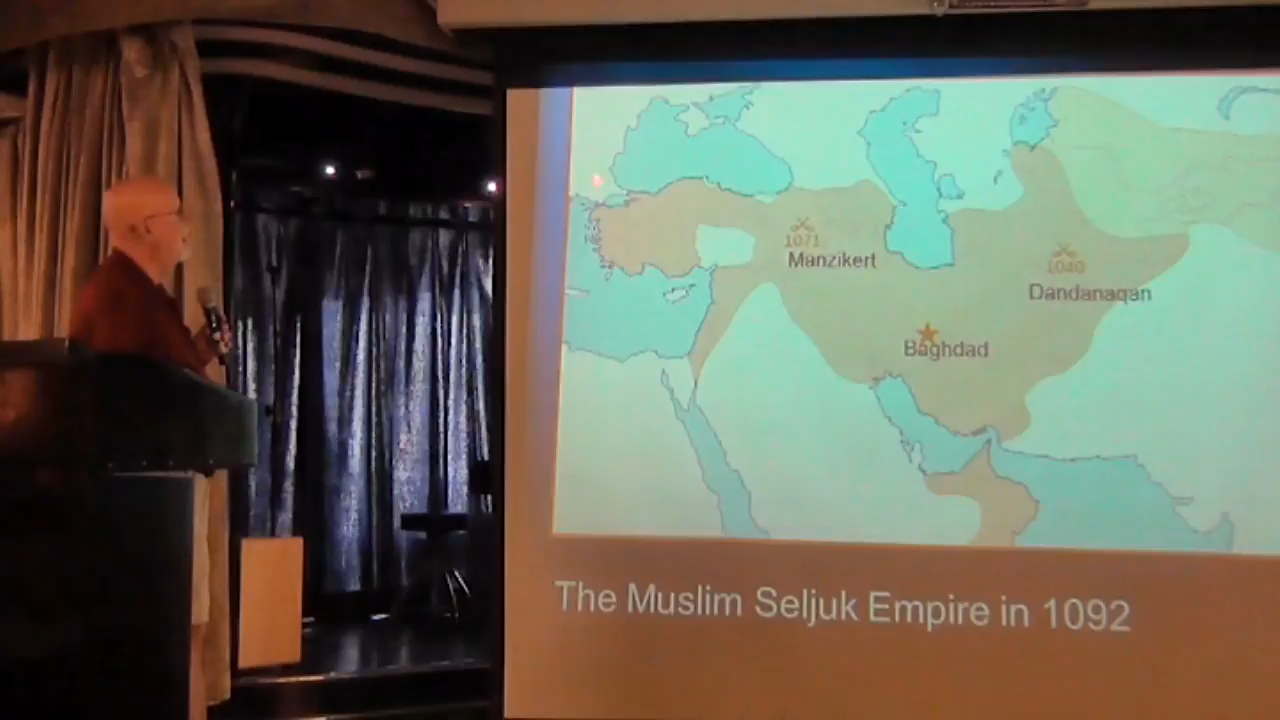 1071
Manzikert
1040
Dandanaqan
Baghdad
The Muslim Seljuk Empire in 1092